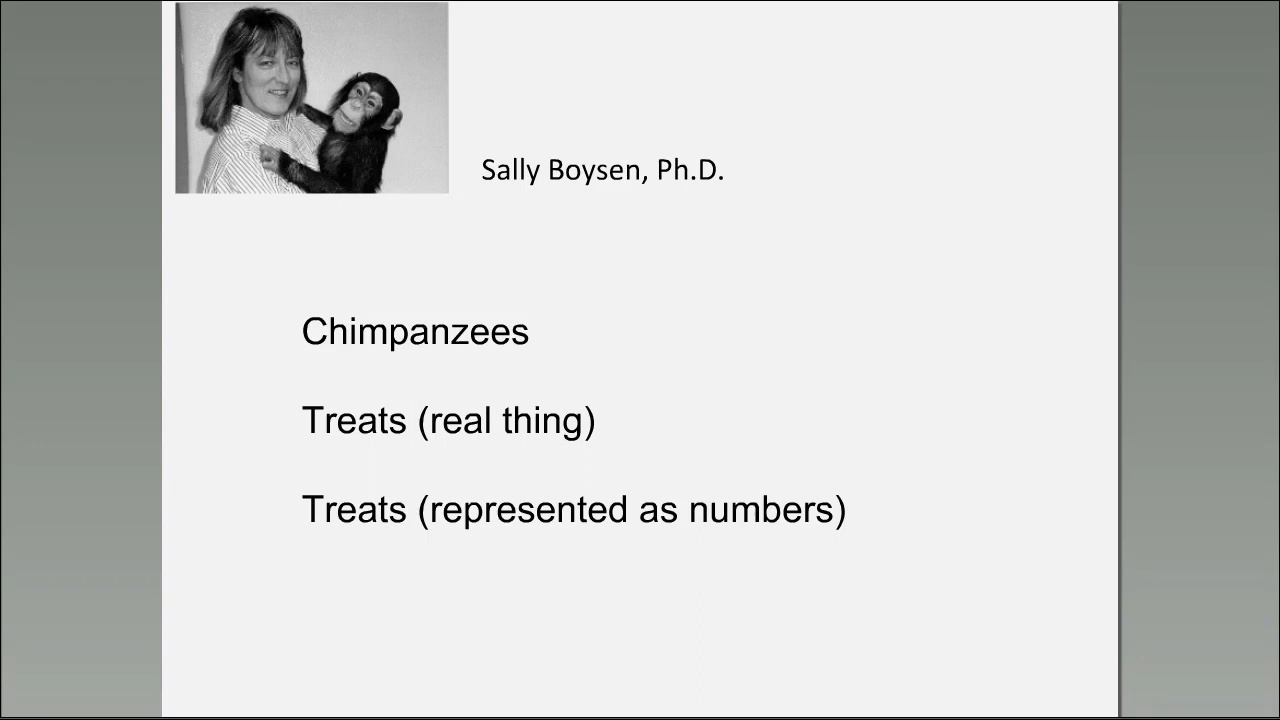 Sally Boysen, Ph.D.
Chimpanzees
Treats (real thing)
Treats (represented as numbers)